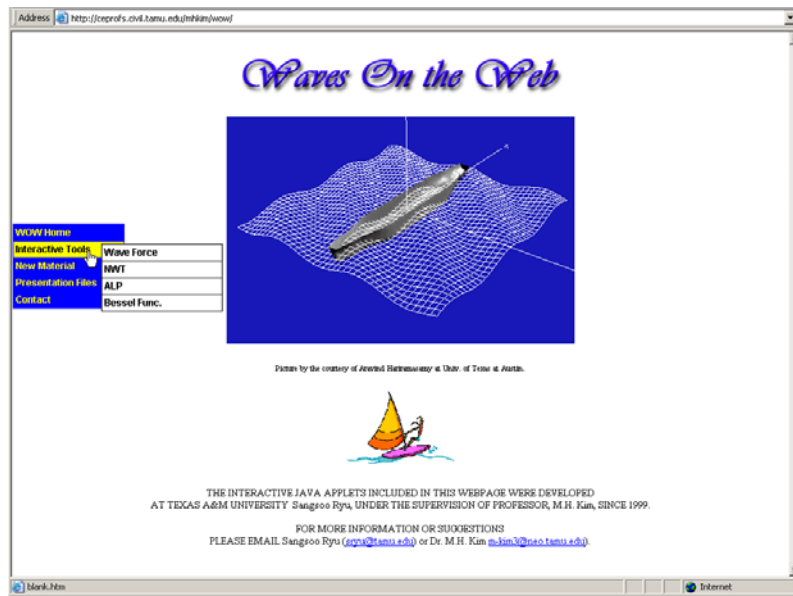 Address http://ceprofs.civil.tamu.edu/mhkim/wow/
Waves On the Web
WOW Home
Interactive Tools
New Material
Presentation Files
Contact
Wave Force
NWT
ALP
Bessel Func.
Picture by the courtesy of Arvind Hariramasamy at Univ. of Texas at Austin.
THE INTERACTIVE JAVA APPLETS INCLUDED IN THIS WEBPAGE WERE DEVELOPED
AT TEXAS A&M UNIVERSITY Sangsoo Ryu, UNDER THE SUPERVISION OF PROFESSOR, M.H. Kim, SINCE 1999.
FOR MORE INFORMATION OR SUGGESTIONS
PLEASE EMAIL Sangsoo Ryu (sryu@tamu.edu) or Dr. M.H. Kim m-kim3@neo.tamu.edu).
blank.htm
Internet